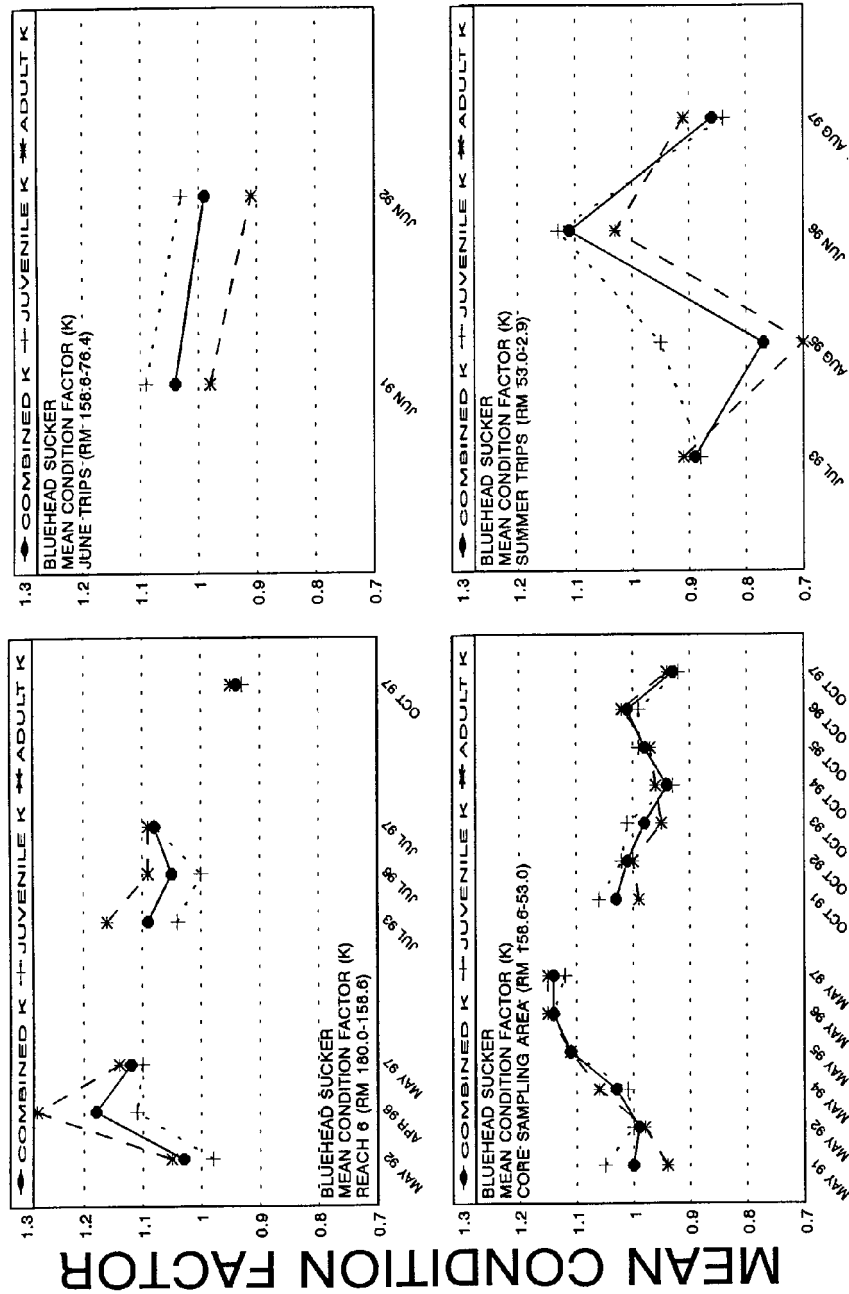 MEAN CONDITION FACTOR
COMBINED K JUVENILE K ADULT K
1.3
1.2
1.1
1
0.9
0.8
0.7
BLUEHEAD SUCKER
MEAN CONDITION FACTOR (K)
REACH 6 (RM 180.0-158.6)
MAY 92
APR 96
MAY 97
JUL 93
JUL 96
JUL 97
OCT 97
COMBINED K JUVENILE K ADULT K
1.3
1.2
1.1
1
0.9
0.8
0.7
BLUEHEAD SUCKER
MEAN CONDITION FACTOR (K)
JUNE TRIPS (RM 158.6-76.4)
JUN 91
JUN 92
COMBINED K JUVENILE K ADULT K
1.3
1.2
1.1
1
0.9
0.8
0.7
BLUEHEAD SUCKER
MEAN CONDITION FACTOR (K)
CORE SAMPLING AREA (RM 158.6-53.0)
MAY 91
MAY 92
MAY 94
MAY 95
MAY 96
MAY 97
OCT 91
OCT 92
OCT 93
OCT 94
OCT 95
OCT 96
OCT 97
COMBINED K JUVENILE K ADULT K
1.3
1.2
1.1
1
0.9
0.8
0.7
BLUEHEAD SUCKER
MEAN CONDITION FACTOR (K)
SUMMER TRIPS (RM 53.0-2.9)
JUL 93
AUG 95
JUN 96
AUG 97